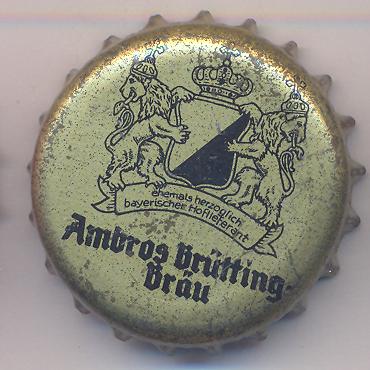 ehemals herzoglich
bayerischer Hoflieferant
Ambros Brütting-
Bräu